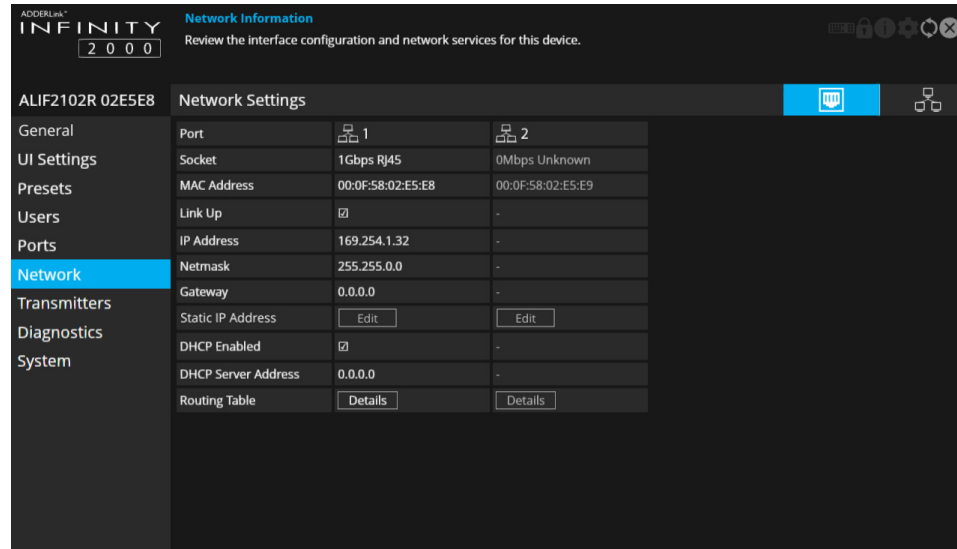 ADDERLink™
INFINITY
2000
Network Information
Review the interface configuration and network services for this device.
ALIF2102R 02E5E8
Network Settings
General
UI Settings
Presets
Users
Ports
Network
Transmitters
Diagnostics
System
Port 1 2
Socket 1Gbps RJ45 0Mbps Unknown
MAC Address 00:0F:58:02:E5:E8 00:0F:58:02:E5:E9
Link Up ☑ -
IP Address 169.254.1.32 -
Netmask 255.255.0.0 -
Gateway 0.0.0.0 -
Static IP Address Edit Edit
DHCP Enabled ☑ -
DHCP Server Address 0.0.0.0 -
Routing Table Details Details